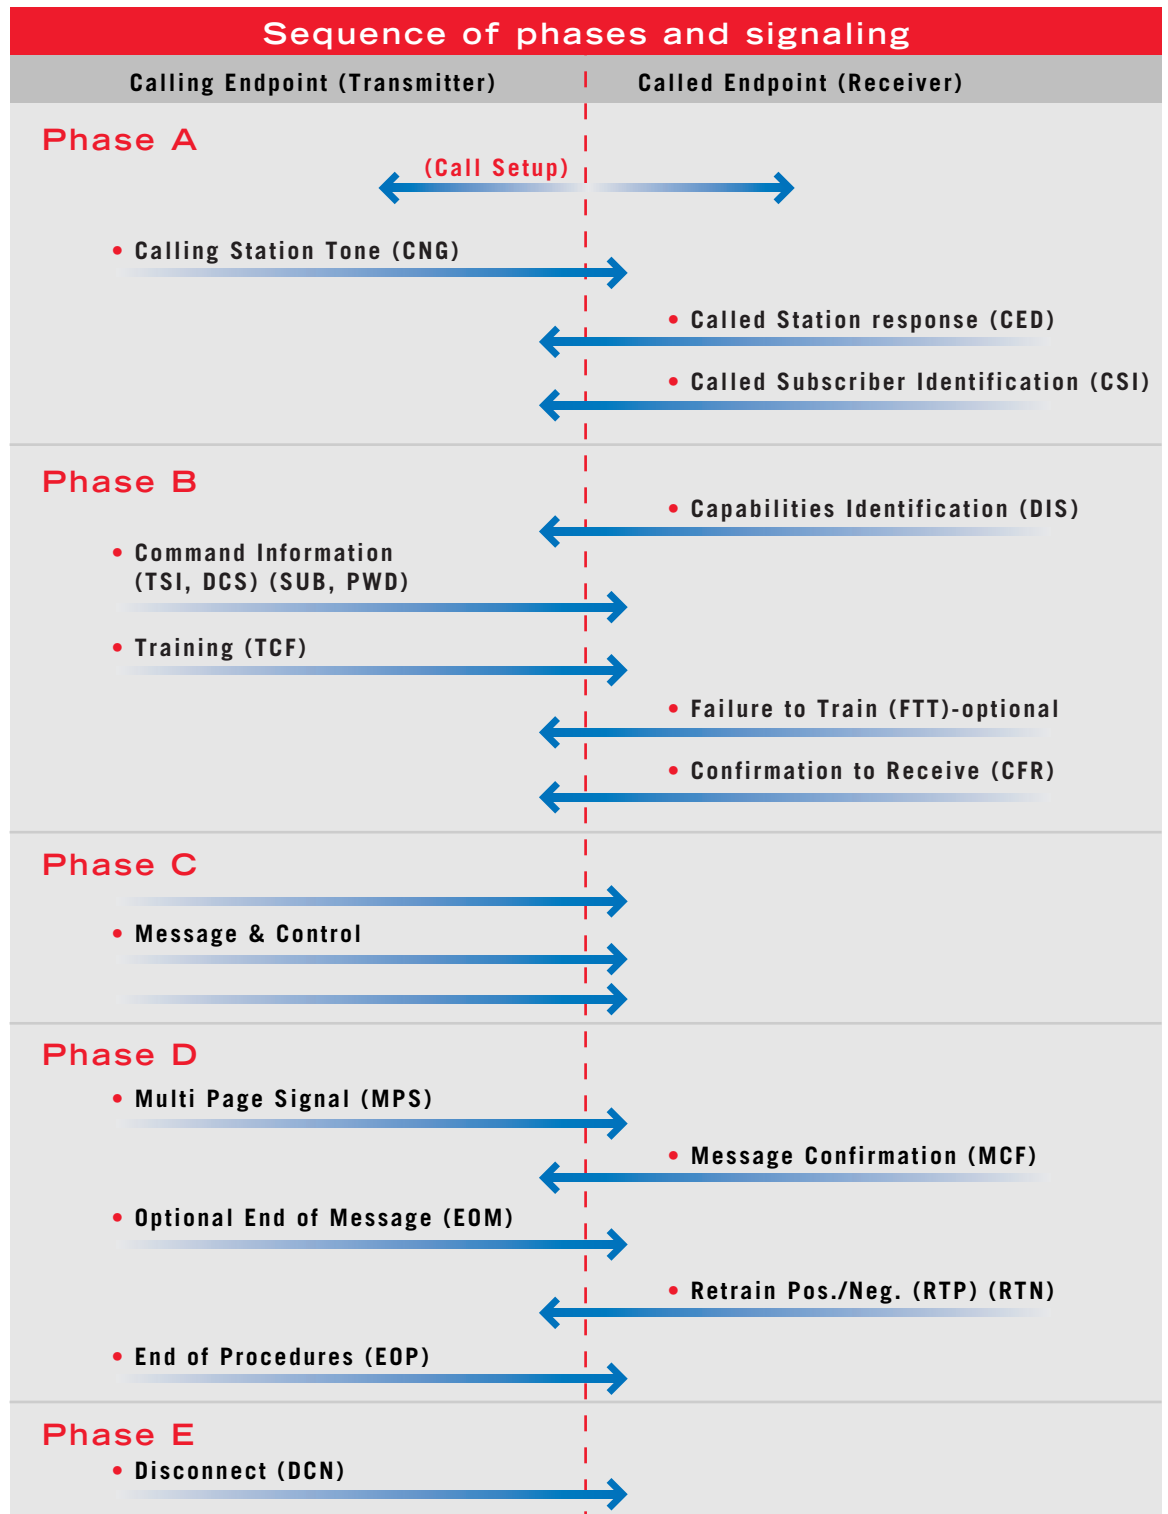 Sequence of phases and signaling
Calling Endpoint (Transmitter)
Called Endpoint (Receiver)
Phase A
(Call Setup)
• Calling Station Tone (CNG)
• Called Station response (CED)
• Called Subscriber Identification (CSI)
Phase B
• Capabilities Identification (DIS)
• Command Information
(TSI, DCS) (SUB, PWD)
• Training (TCF)
• Failure to Train (FTT)-optional
• Confirmation to Receive (CFR)
Phase C
• Message & Control
Phase D
• Multi Page Signal (MPS)
• Message Confirmation (MCF)
• Optional End of Message (EOM)
• Retrain Pos./Neg. (RTP) (RTN)
• End of Procedures (EOP)
Phase E
• Disconnect (DCN)